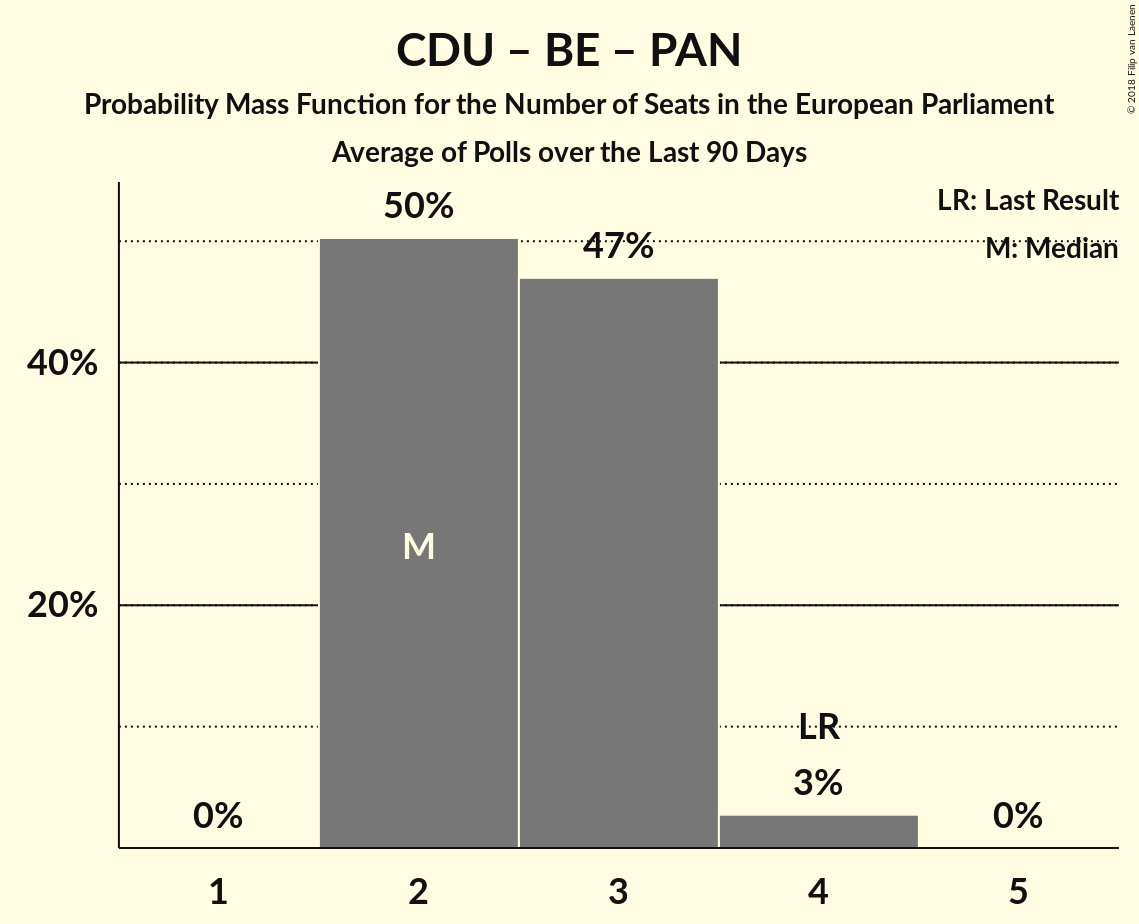 CDU – BE – PAN
Probability Mass Function for the Number of Seats in the European Parliament
Average of Polls over the Last 90 Days
© 2018 Filip van Laenen
LR: Last Result
M: Median
50%
47%
40%
M
20%
LR
3%
0%
0%
1 2 3 4 5